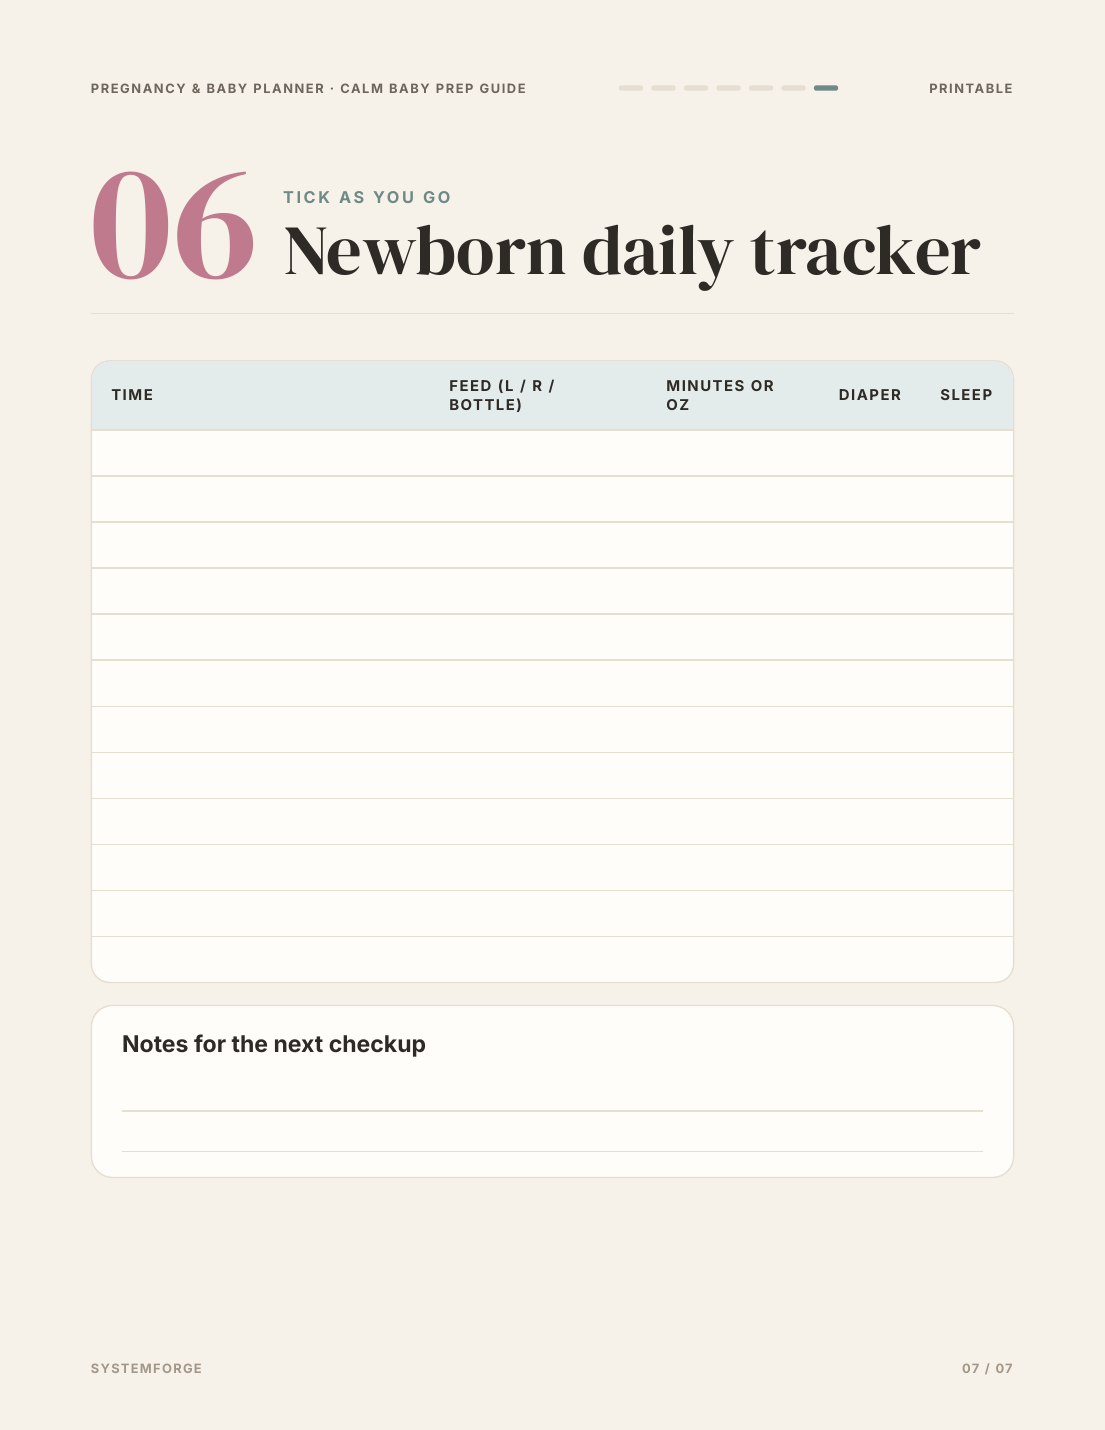 PREGNANCY & BABY PLANNER · CALM BABY PREP GUIDE
PRINTABLE
06
TICK AS YOU GO
Newborn daily tracker
TIME
FEED (L / R /
BOTTLE)
MINUTES OR
OZ
DIAPER
SLEEP
Notes for the next checkup
SYSTEMFORGE
07 / 07